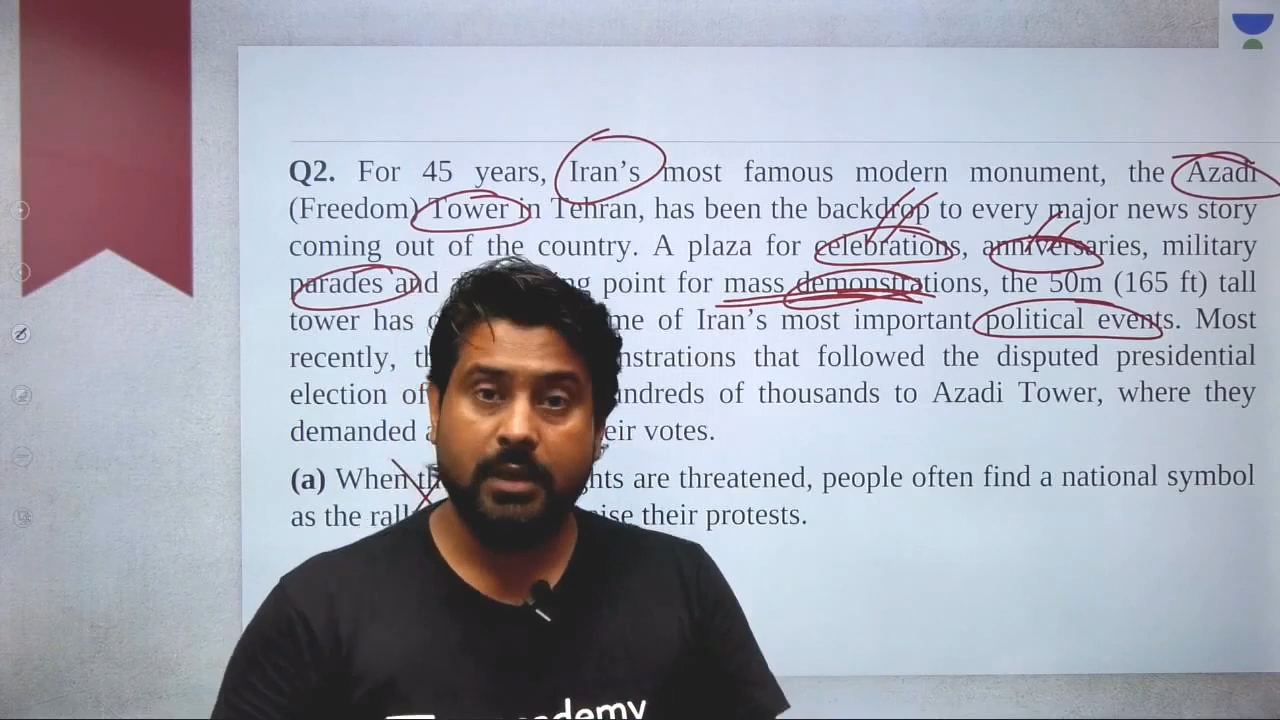 Q2. For 45 years, Iran's most famous modern monument, the Azadi
(Freedom) Tower in Tehran, has been the backdrop to every major news story
coming out of the country. A plaza for celebrations, anniversaries, military
parades and point for mass demonstrations, the 50m (165 ft) tall
tower has of Iran's most important political events. Most
recently, that followed the disputed presidential
election of of thousands to Azadi Tower, where they
demanded votes.
(a) When are threatened, people often find a national symbol
as the their protests.